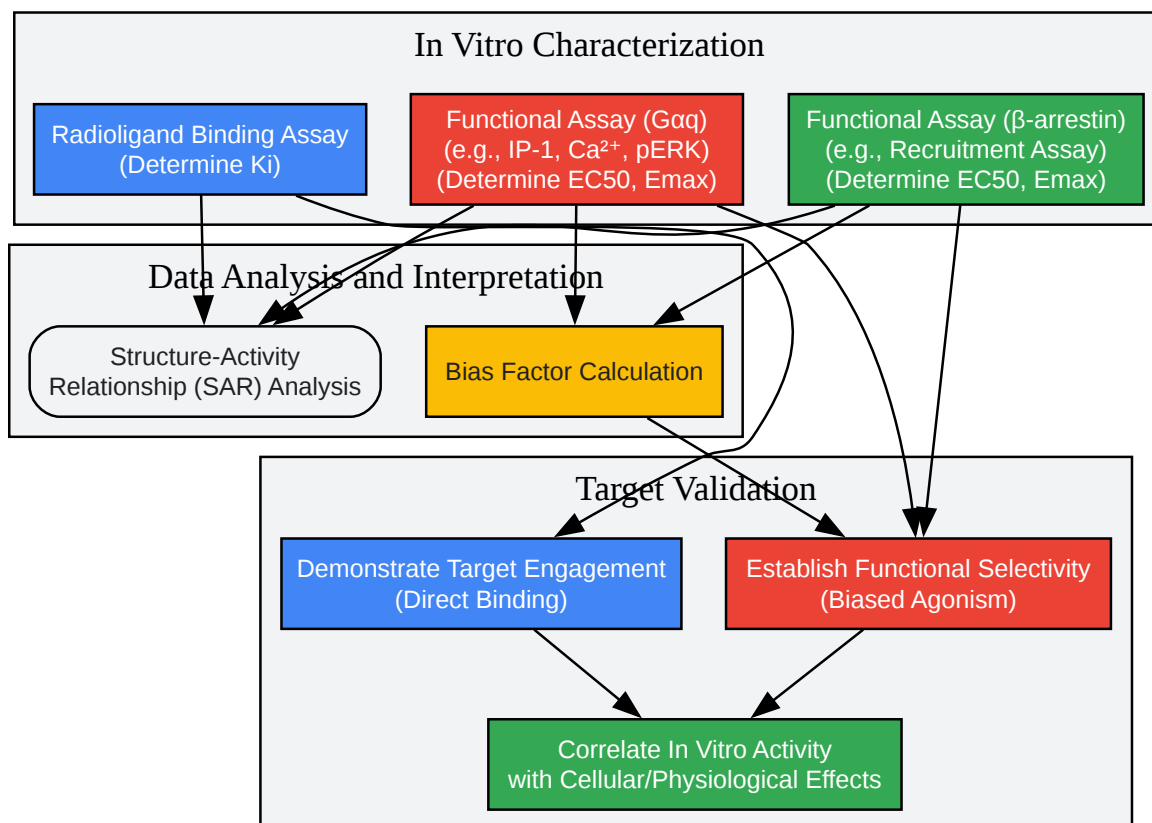 In Vitro Characterization
Radioligand Binding Assay
(Determine Ki)
Functional Assay (Gαq)
(e.g., IP-1, Ca²⁺, pERK)
(Determine EC50, Emax)
Functional Assay (β-arrestin)
(e.g., Recruitment Assay)
(Determine EC50, Emax)
Data Analysis and Interpretation
Structure-Activity
Relationship (SAR) Analysis
Bias Factor Calculation
Target Validation
Demonstrate Target Engagement
(Direct Binding)
Establish Functional Selectivity
(Biased Agonism)
Correlate In Vitro Activity
with Cellular/Physiological Effects